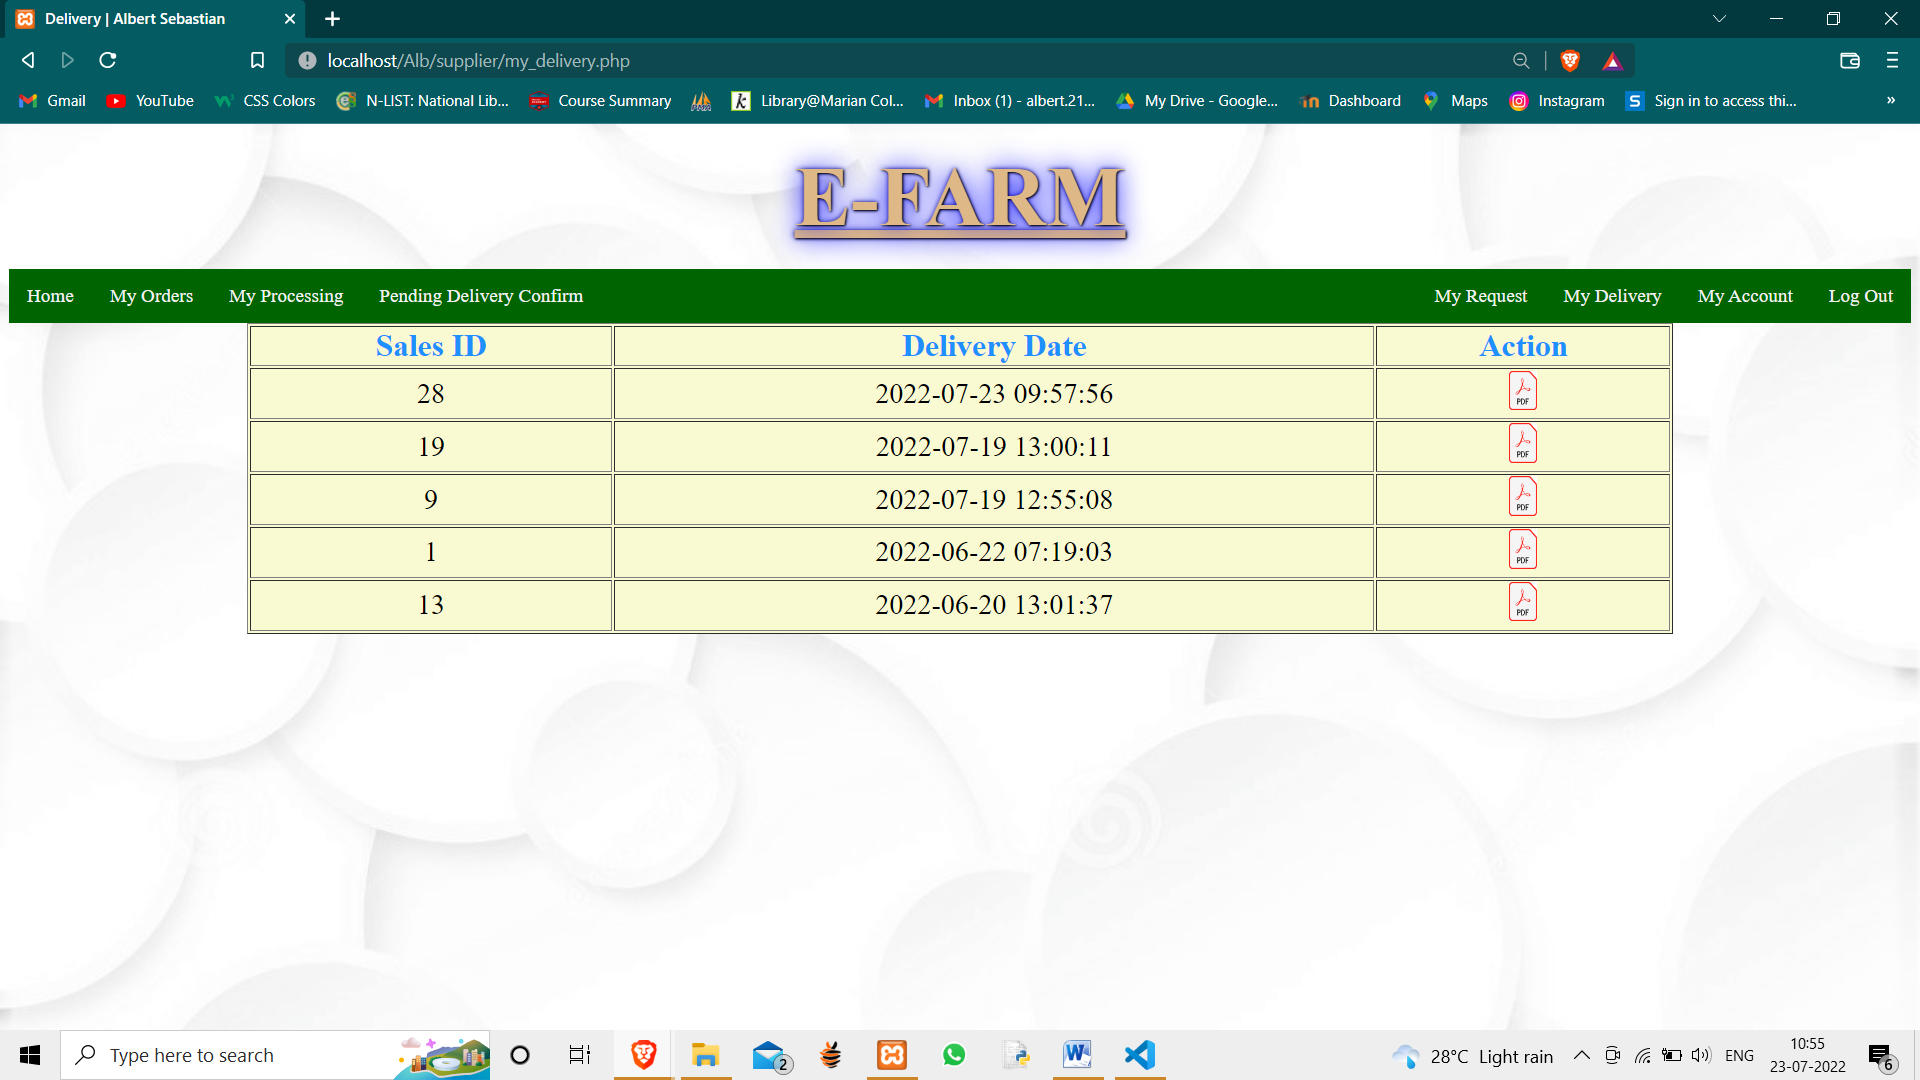 Delivery | Albert Sebastian
localhost/Alb/supplier/my_delivery.php
Gmail YouTube CSS Colors N-LIST: National Lib... Course Summary Library@Marian Col... Inbox (1) - albert.21... My Drive - Google... Dashboard Maps Instagram Sign in to access thi... »
E-FARM
Home My Orders My Processing Pending Delivery Confirm My Request My Delivery My Account Log Out
Sales ID Delivery Date Action
28 2022-07-23 09:57:56 PDF
19 2022-07-19 13:00:11 PDF
9 2022-07-19 12:55:08 PDF
1 2022-06-22 07:19:03 PDF
13 2022-06-20 13:01:37 PDF
Type here to search 2 28°C Light rain ENG 10:55
23-07-2022 6